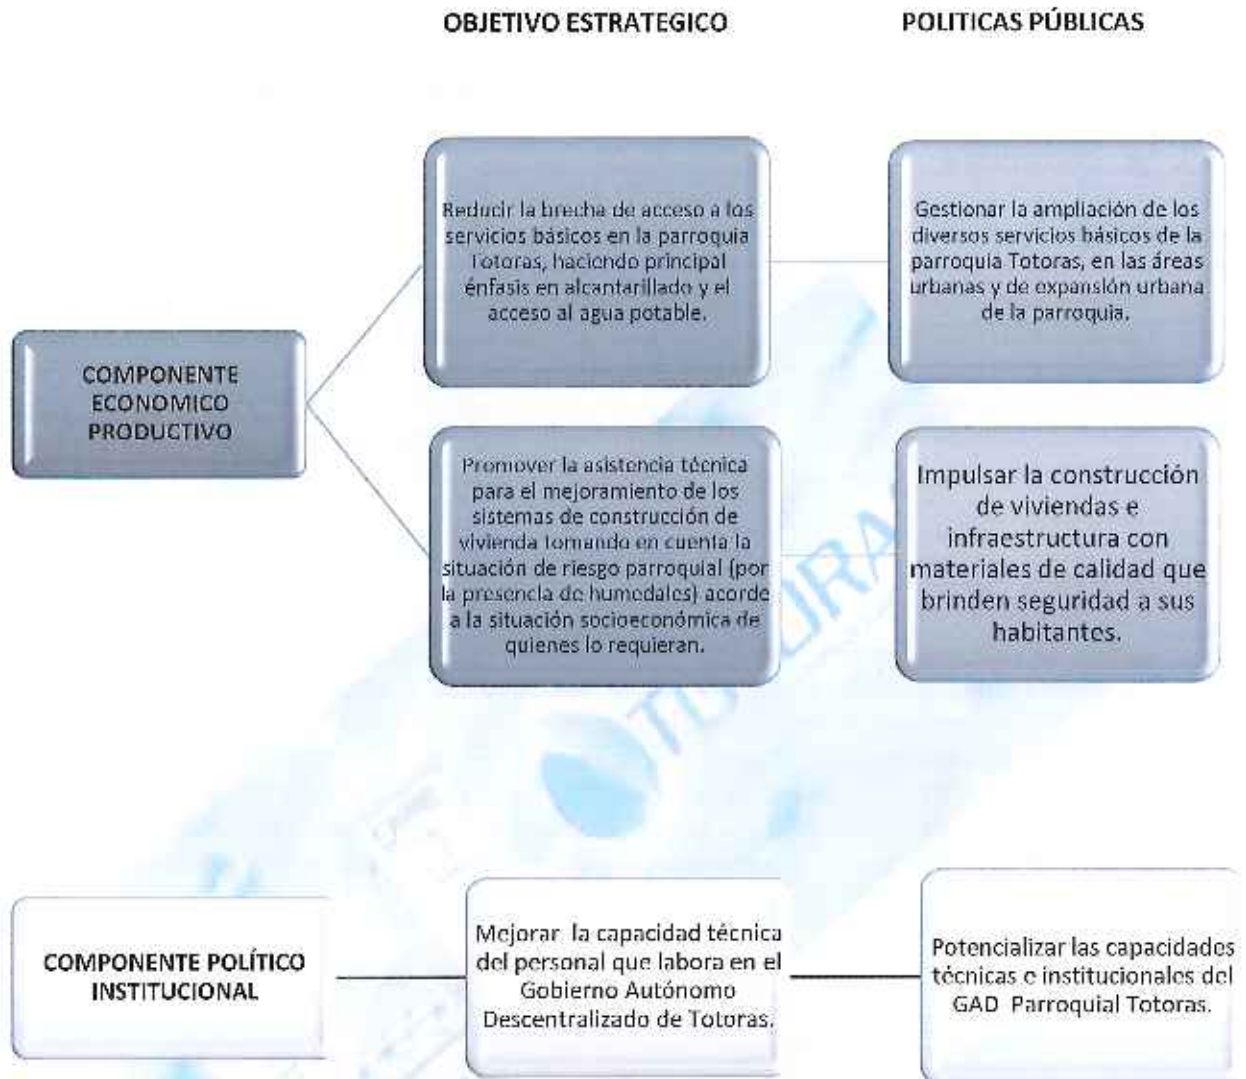 OBJETIVO ESTRATEGICO
POLITICAS PÚBLICAS
COMPONENTE
ECONOMICO
PRODUCTIVO
Reducir la brecha de acceso a los
servicios básicos en la parroquia
Totoras, haciendo principal
énfasis en alcantarillado y el
acceso al agua potable.
Gestionar la ampliación de los
diversos servicios básicos de la
parroquia Totoras, en las áreas
urbanas y de expansión urbana
de la parroquia.
Promover la asistencia técnica
para el mejoramiento de los
sistemas de construcción de
vivienda tomando en cuenta la
situación de riesgo parroquial (por
la presencia de humedales) acorde
a la situación socioeconómica de
quienes lo requieran.
Impulsar la construcción
de viviendas e
infraestructura con
materiales de calidad que
brinden seguridad a sus
habitantes.
COMPONENTE POLÍTICO
INSTITUCIONAL
Mejorar la capacidad técnica
del personal que labora en el
Gobierno Autónomo
Descentralizado de Totoras.
Potencializar las capacidades
técnicas e institucionales del
GAD Parroquial Totoras.